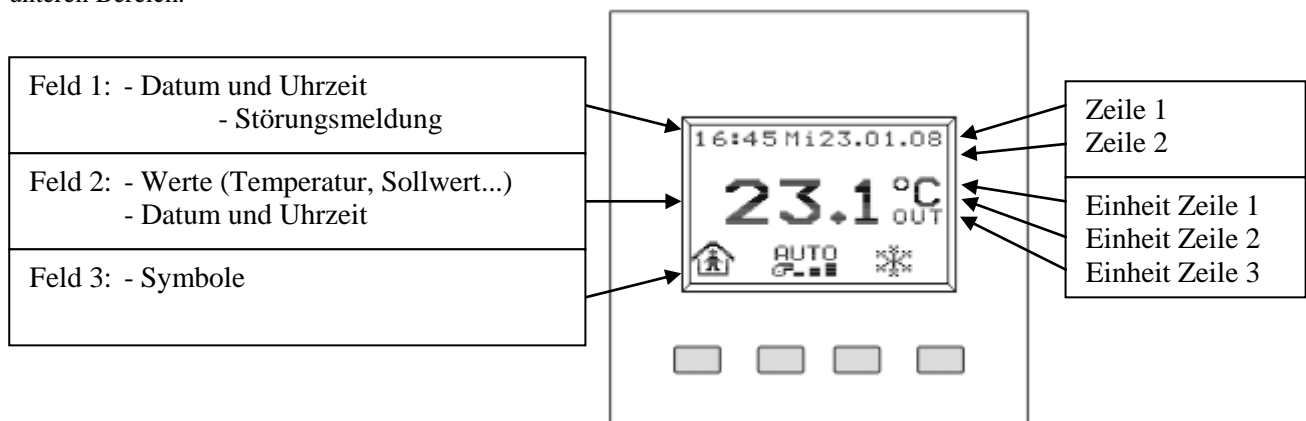 unteren Bereich.
Feld 1: - Datum und Uhrzeit
- Störungsmeldung
Feld 2: - Werte (Temperatur, Sollwert...)
- Datum und Uhrzeit
Feld 3: - Symbole
16:45 Mi23.01.08
23.1 °C
OUT
AUTO
Zeile 1
Zeile 2
Einheit Zeile 1
Einheit Zeile 2
Einheit Zeile 3